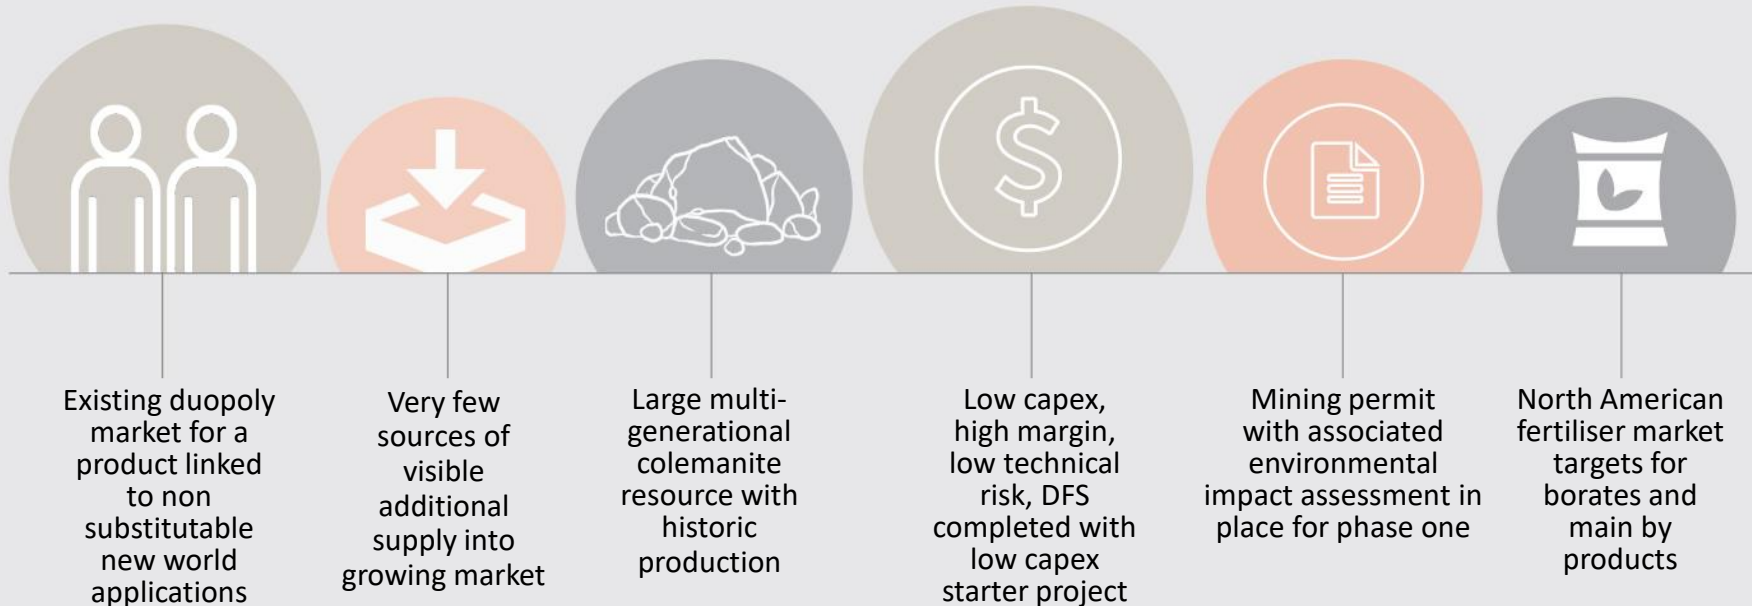 Existing duopoly
market for a
product linked
to non
substitutable
new world
applications
Very few
sources of
visible
additional
supply into
growing market
Large multi-
generational
colemanite
resource with
historic
production
Low capex,
high margin,
low technical
risk, DFS
completed with
low capex
starter project
Mining permit
with associated
environmental
impact assessment in
place for phase one
North American
fertiliser market
targets for
borates and
main by
products